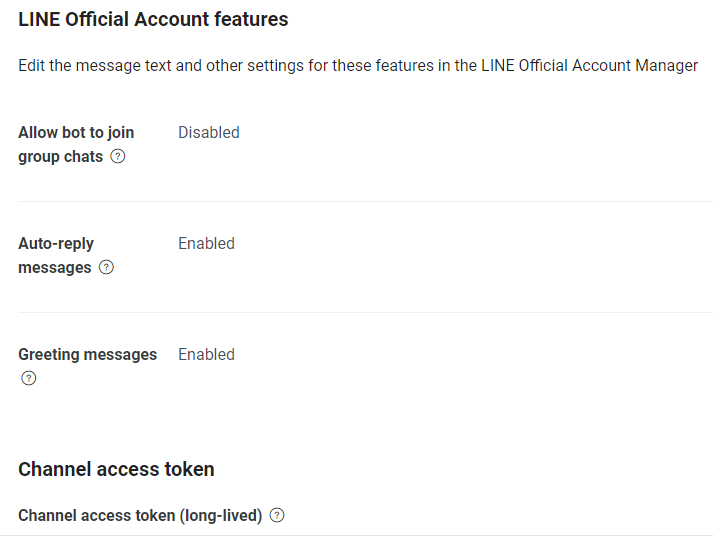 LINE Official Account features
Edit the message text and other settings for these features in the LINE Official Account Manager
Allow bot to join
group chats ?
Disabled
Auto-reply
messages ?
Enabled
Greeting messages
?
Enabled
Channel access token
Channel access token (long-lived) ?